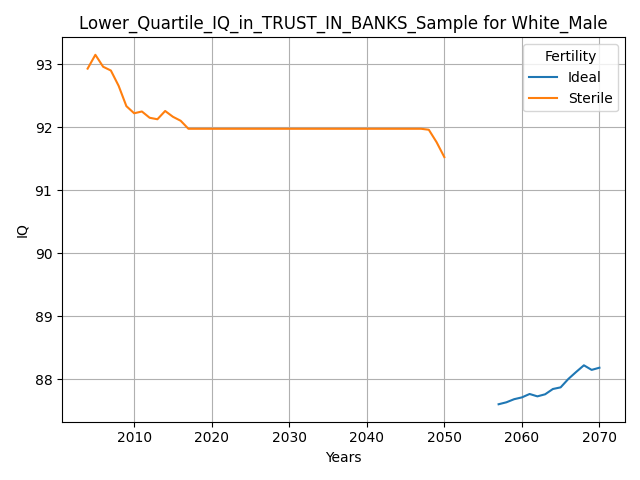 Lower_Quartile_IQ_in_TRUST_IN_BANKS_Sample for White_Male
Fertility
Ideal
Sterile
93
92
91
90
89
88
IQ
2010 2020 2030 2040 2050 2060 2070
Years